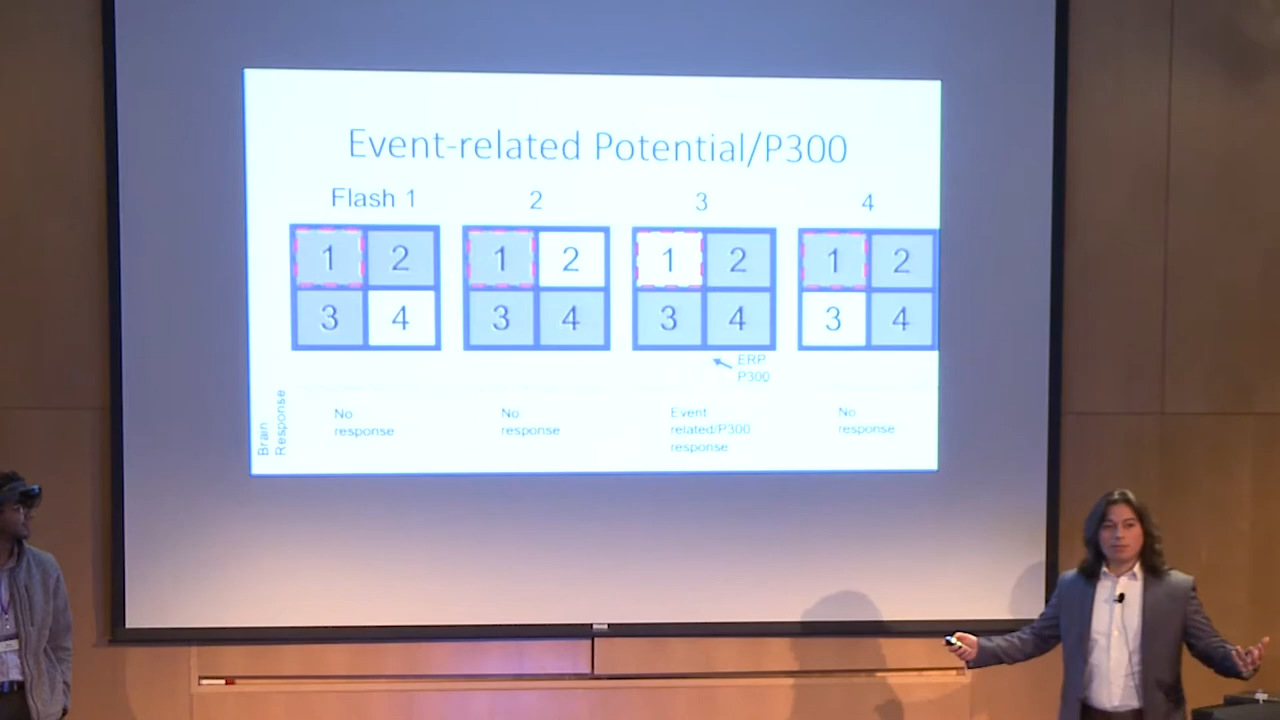 Event-related Potential/P300
Flash 1 2 3 4
1 2 1 2 1 2 1 2
3 4 3 4 3 4 3 4
ERP
P300
Brain
Response
No
response
No
response
Event
related/P300
response
No
response